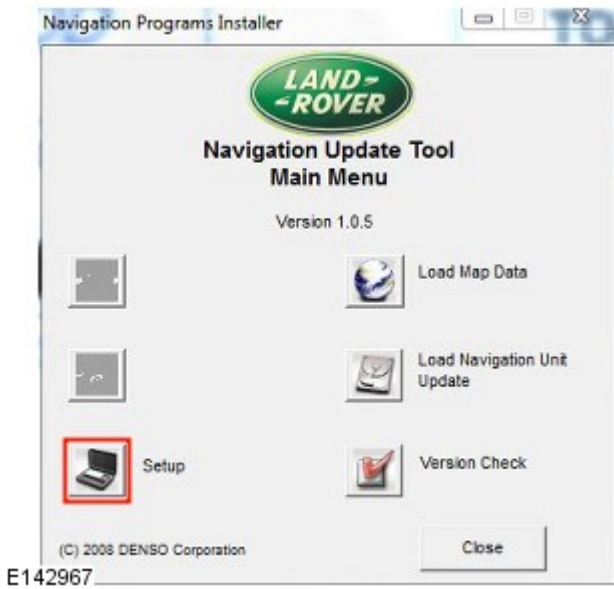 Navigation Programs Installer
LAND-
-ROVER
Navigation Update Tool
Main Menu
Version 1.0.5
Load Map Data
Load Navigation Unit
Update
Setup
Version Check
(C) 2008 DENSO Corporation
Close
E142967